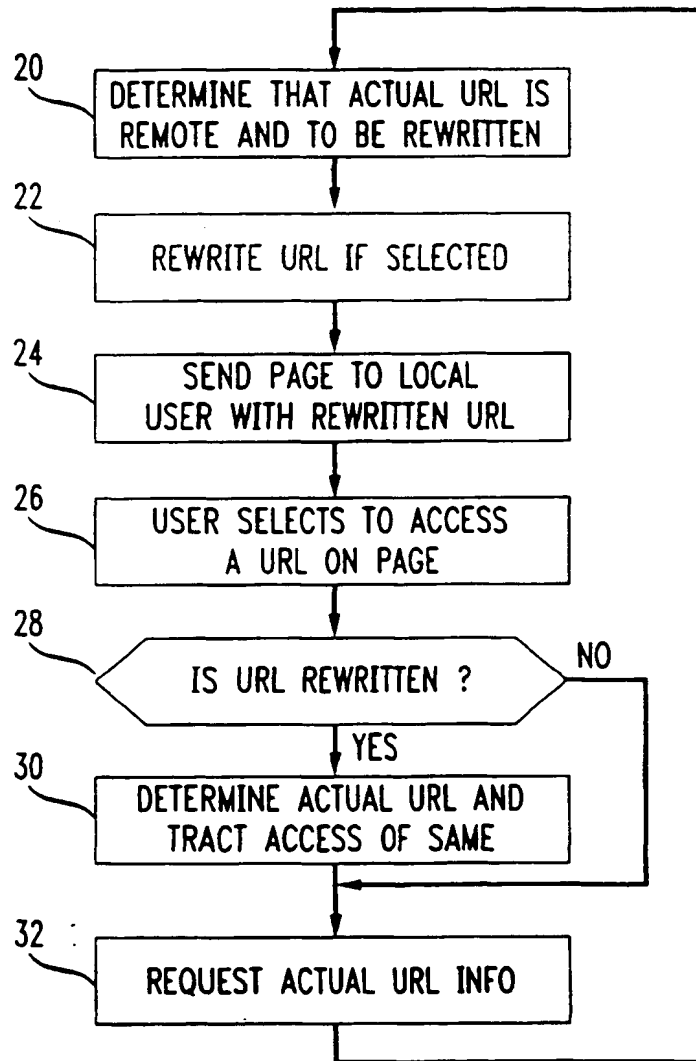 20
DETERMINE THAT ACTUAL URL IS
REMOTE AND TO BE REWRITTEN
22
REWRITE URL IF SELECTED
24
SEND PAGE TO LOCAL
USER WITH REWRITTEN URL
26
USER SELECTS TO ACCESS
A URL ON PAGE
28
IS URL REWRITTEN ?
NO
YES
30
DETERMINE ACTUAL URL AND
TRACT ACCESS OF SAME
32
REQUEST ACTUAL URL INFO